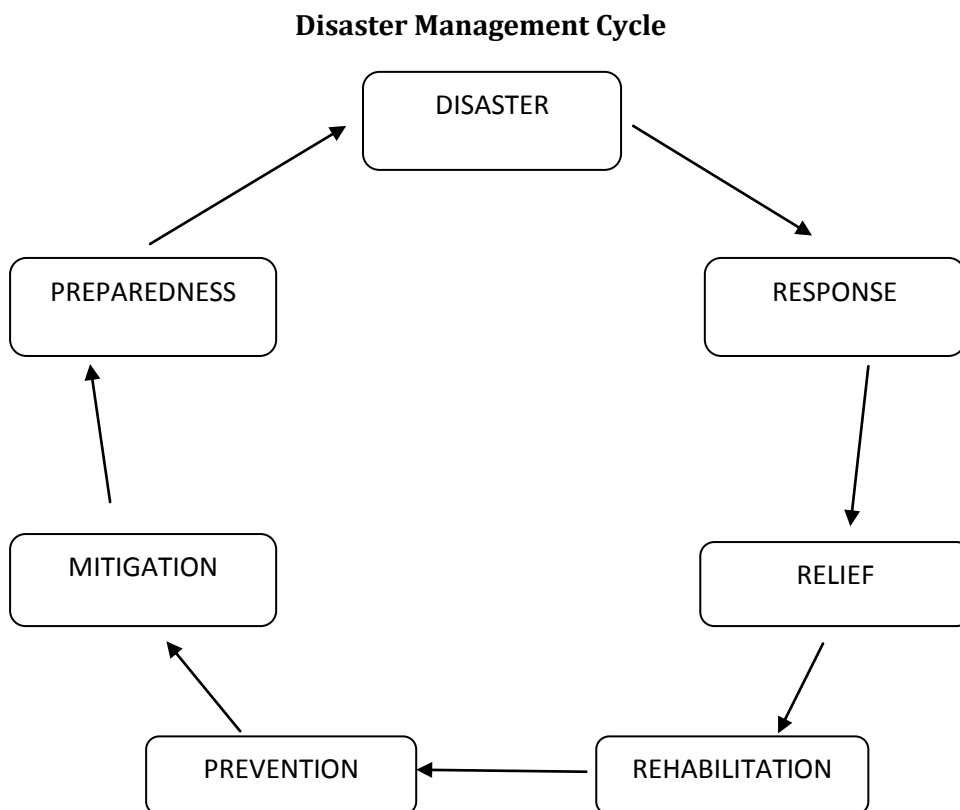 Disaster Management Cycle
DISASTER
PREPAREDNESS
RESPONSE
MITIGATION
RELIEF
PREVENTION
REHABILITATION